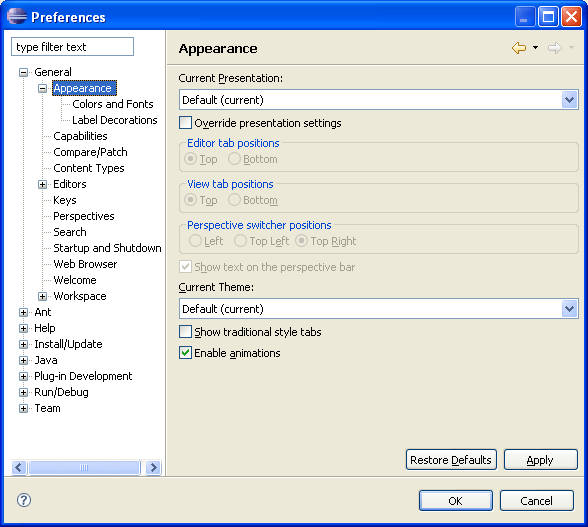 Preferences
type filter text
General
Appearance
Colors and Fonts
Label Decorations
Capabilities
Compare/Patch
Content Types
Editors
Keys
Perspectives
Search
Startup and Shutdown
Web Browser
Welcome
Workspace
Ant
Help
Install/Update
Java
Plug-in Development
Run/Debug
Team
Appearance
Current Presentation:
Default (current)
Override presentation settings
Editor tab positions
Top Bottom
View tab positions
Top Bottom
Perspective switcher positions
Left Top Left Top Right
Show text on the perspective bar
Current Theme:
Default (current)
Show traditional style tabs
Enable animations
Restore Defaults Apply
? OK Cancel